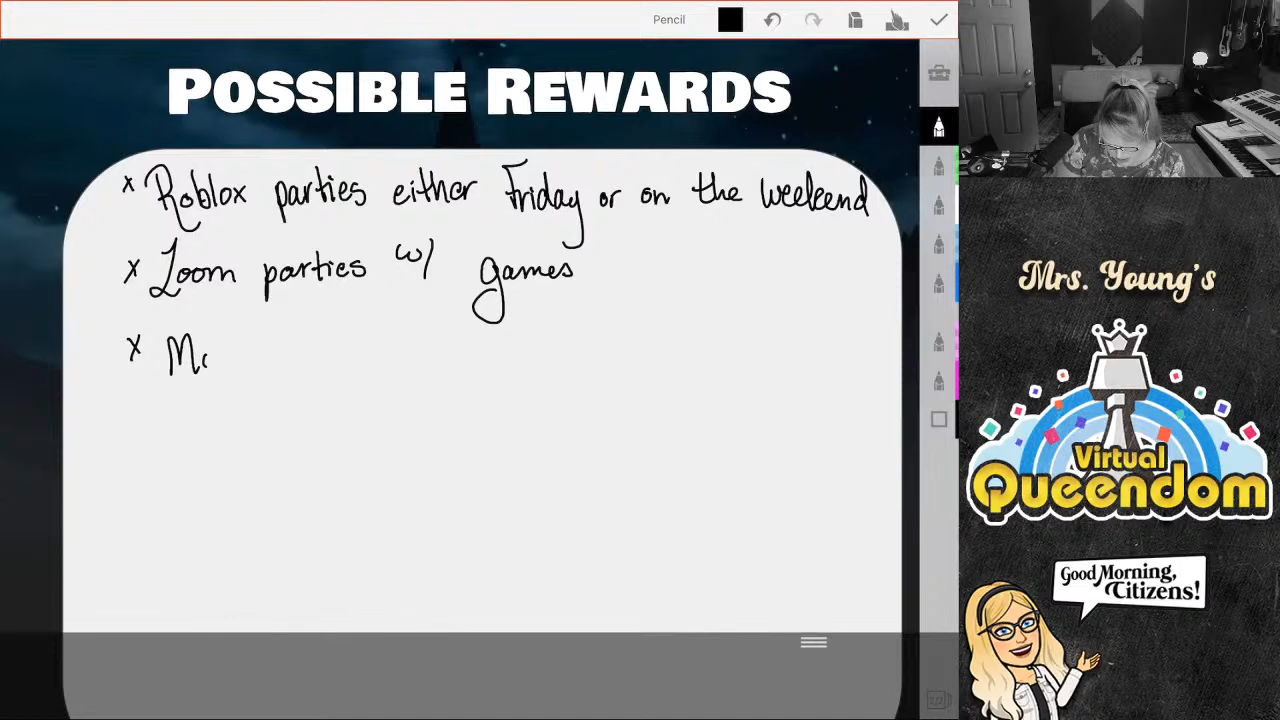 Pencil
Possible Rewards
x Roblox parties either Friday or on the weekend
x Zoom parties w/ games
x Mo
Mrs. Young's
Virtual
Queendom
Good Morning,
Citizens!